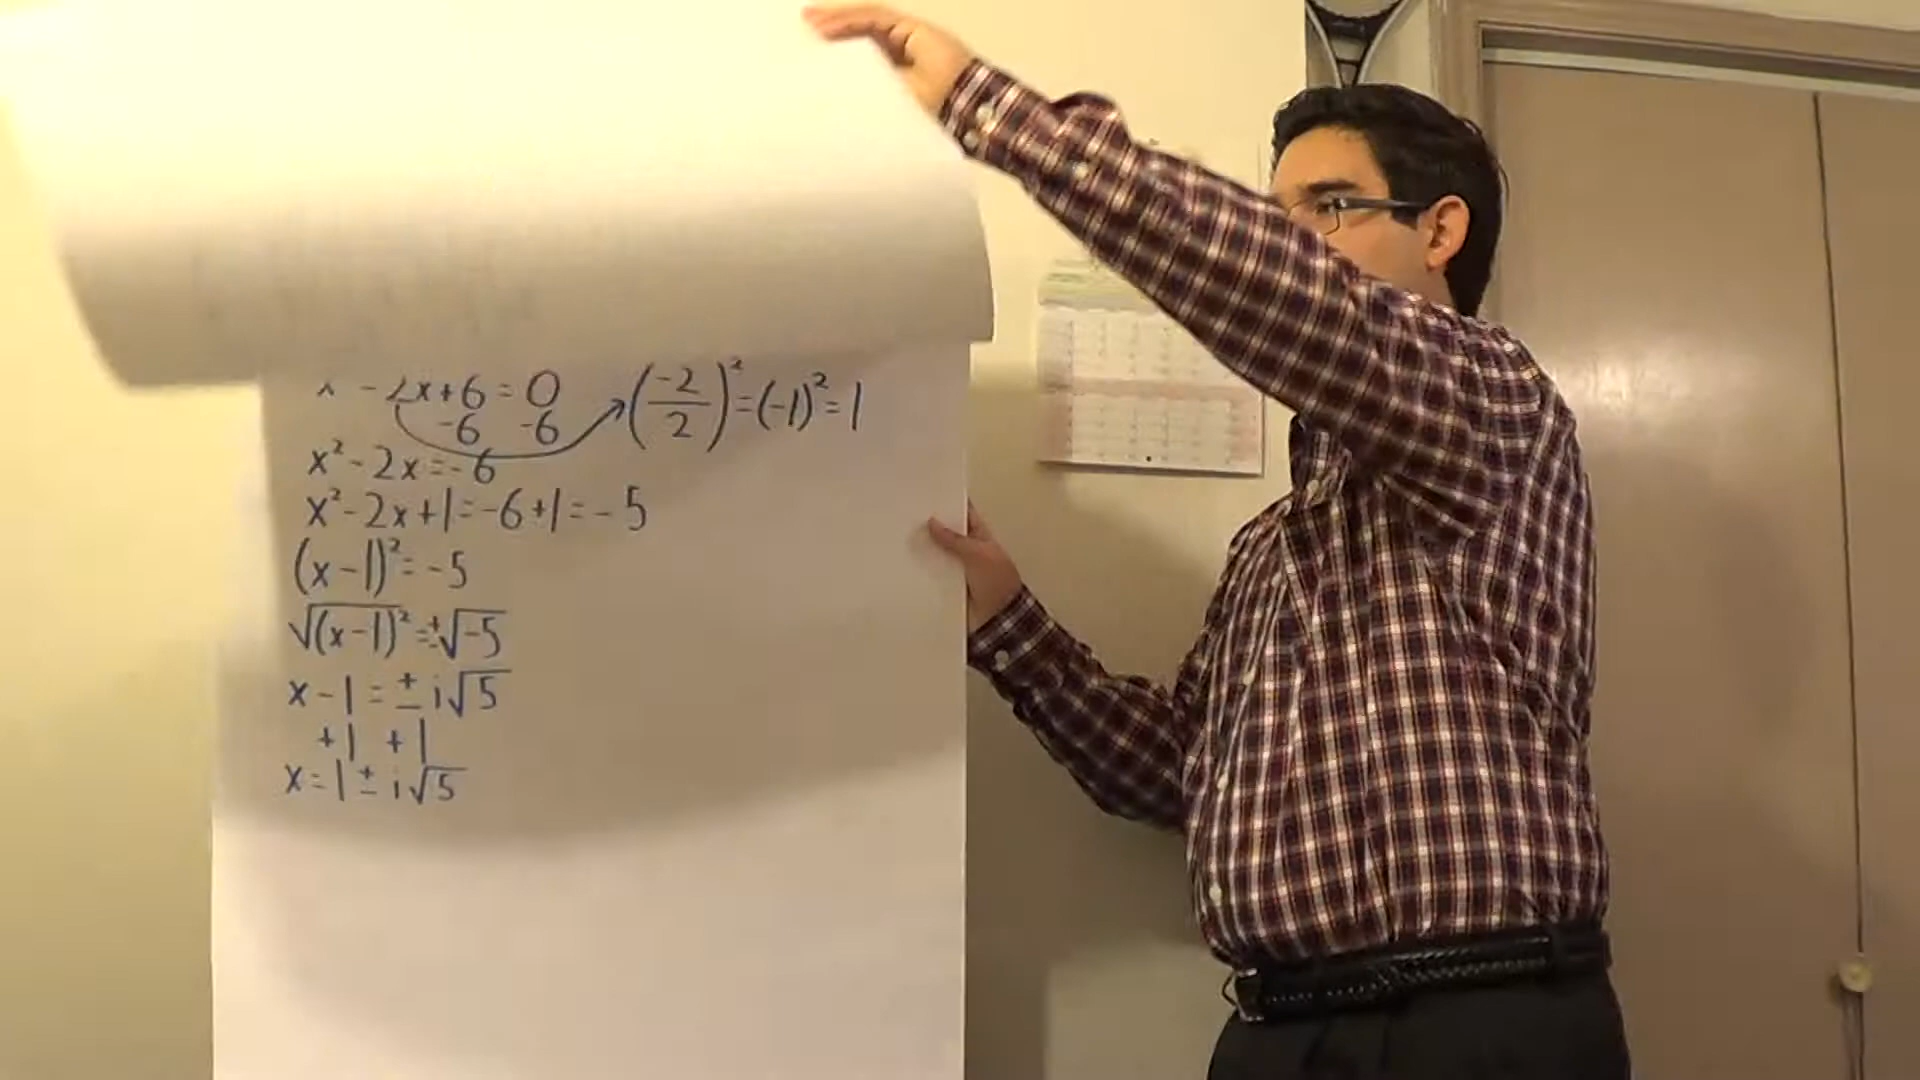 x - 2x+6=0
-6 -6
(-2/2)²=(-1)²=1
x²-2x=-6
x²-2x+1=-6+1=-5
(x-1)²=-5
√(x-1)²=±√-5
x-1=±i√5
+1 +1
x=1±i√5